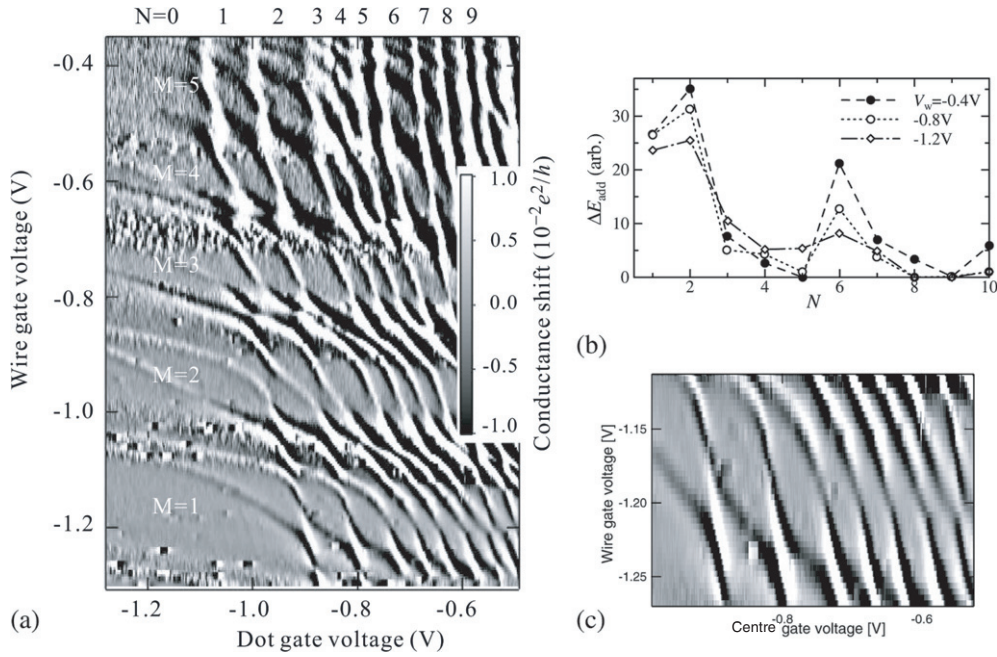 N=0 1 2 3 4 5 6 7 8 9
(a)
Wire gate voltage (V)
-0.4
-0.6
-0.8
-1.0
-1.2
M=5
M=4
M=3
M=2
M=1
1.0
0.5
0.0
-0.5
-1.0
Conductance shift (10⁻² e²/h)
-1.2 -1.0 -0.8 -0.6
Dot gate voltage (V)
ΔE_add (arb.)
30
20
10
0
V_w=-0.4V
-0.8V
-1.2V
2 4 6 8 10
N
(b)
Wire gate voltage [V]
-1.15
-1.20
-1.25
-0.8 -0.6
Centre gate voltage [V]
(c)